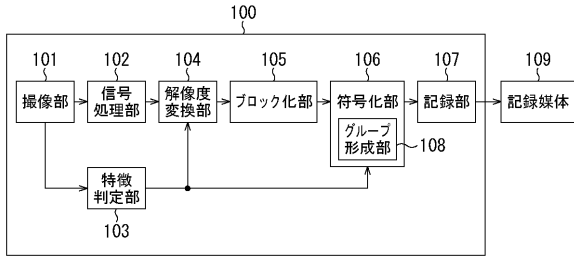 100
101
102
104
105
106
107
109
撮像部
信号
処理部
解像度
変換部
ブロック化部
符号化部
グループ
形成部
108
記録部
記録媒体
特徴
判定部
103